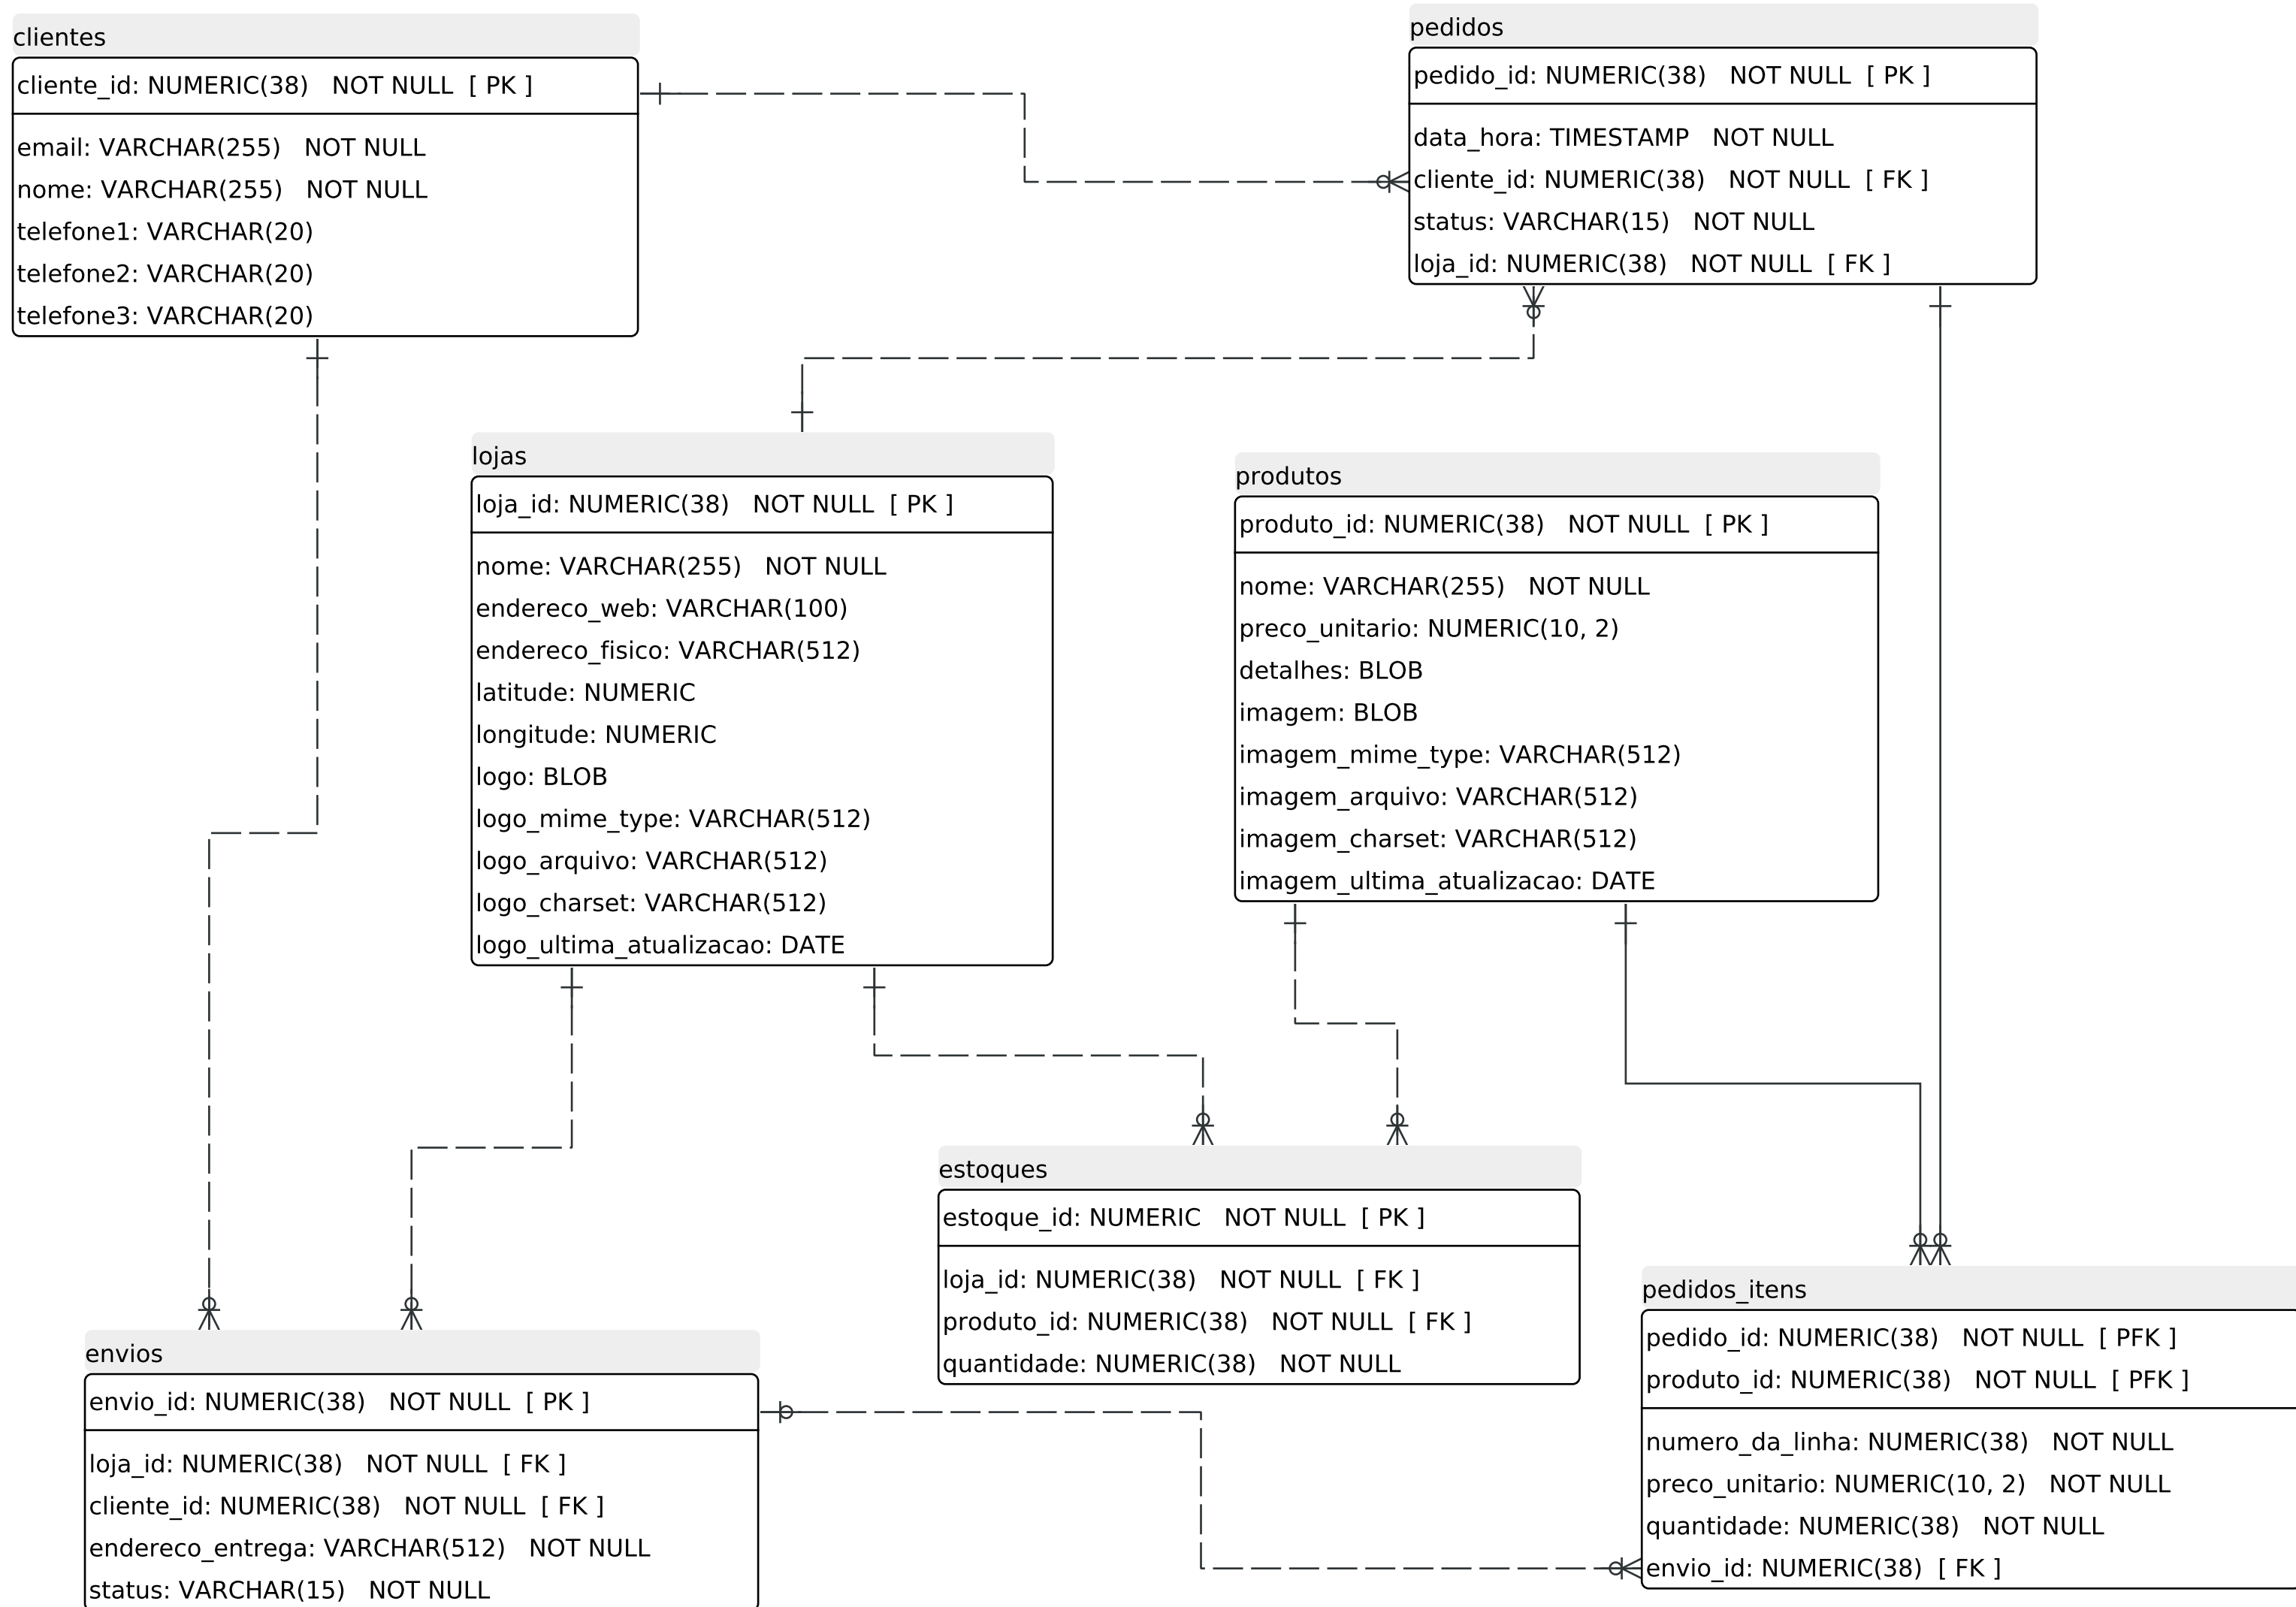 clientes
cliente_id: NUMERIC(38) NOT NULL [ PK ]
email: VARCHAR(255) NOT NULL
nome: VARCHAR(255) NOT NULL
telefone1: VARCHAR(20)
telefone2: VARCHAR(20)
telefone3: VARCHAR(20)
pedidos
pedido_id: NUMERIC(38) NOT NULL [ PK ]
data_hora: TIMESTAMP NOT NULL
cliente_id: NUMERIC(38) NOT NULL [ FK ]
status: VARCHAR(15) NOT NULL
loja_id: NUMERIC(38) NOT NULL [ FK ]
lojas
loja_id: NUMERIC(38) NOT NULL [ PK ]
nome: VARCHAR(255) NOT NULL
endereco_web: VARCHAR(100)
endereco_fisico: VARCHAR(512)
latitude: NUMERIC
longitude: NUMERIC
logo: BLOB
logo_mime_type: VARCHAR(512)
logo_arquivo: VARCHAR(512)
logo_charset: VARCHAR(512)
logo_ultima_atualizacao: DATE
produtos
produto_id: NUMERIC(38) NOT NULL [ PK ]
nome: VARCHAR(255) NOT NULL
preco_unitario: NUMERIC(10, 2)
detalhes: BLOB
imagem: BLOB
imagem_mime_type: VARCHAR(512)
imagem_arquivo: VARCHAR(512)
imagem_charset: VARCHAR(512)
imagem_ultima_atualizacao: DATE
estoques
estoque_id: NUMERIC NOT NULL [ PK ]
loja_id: NUMERIC(38) NOT NULL [ FK ]
produto_id: NUMERIC(38) NOT NULL [ FK ]
quantidade: NUMERIC(38) NOT NULL
pedidos_itens
pedido_id: NUMERIC(38) NOT NULL [ PFK ]
produto_id: NUMERIC(38) NOT NULL [ PFK ]
numero_da_linha: NUMERIC(38) NOT NULL
preco_unitario: NUMERIC(10, 2) NOT NULL
quantidade: NUMERIC(38) NOT NULL
envio_id: NUMERIC(38) [ FK ]
envios
envio_id: NUMERIC(38) NOT NULL [ PK ]
loja_id: NUMERIC(38) NOT NULL [ FK ]
cliente_id: NUMERIC(38) NOT NULL [ FK ]
endereco_entrega: VARCHAR(512) NOT NULL
status: VARCHAR(15) NOT NULL